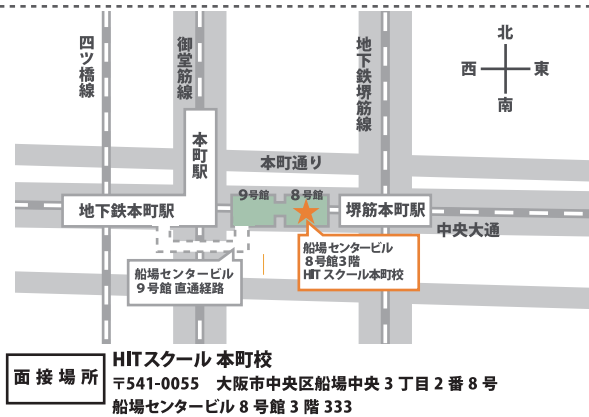 四ツ橋線
御堂筋線
地下鉄堺筋線
北
西 東
南
本町駅
本町通り
9号館 8号館
地下鉄本町駅
堺筋本町駅
中央大通
船場センタービル
8号館3階
HITスクール本町校
船場センタービル
9号館 直通経路
面接場所
HITスクール 本町校
〒541-0055 大阪市中央区船場中央3丁目2番8号
船場センタービル8号館3階333